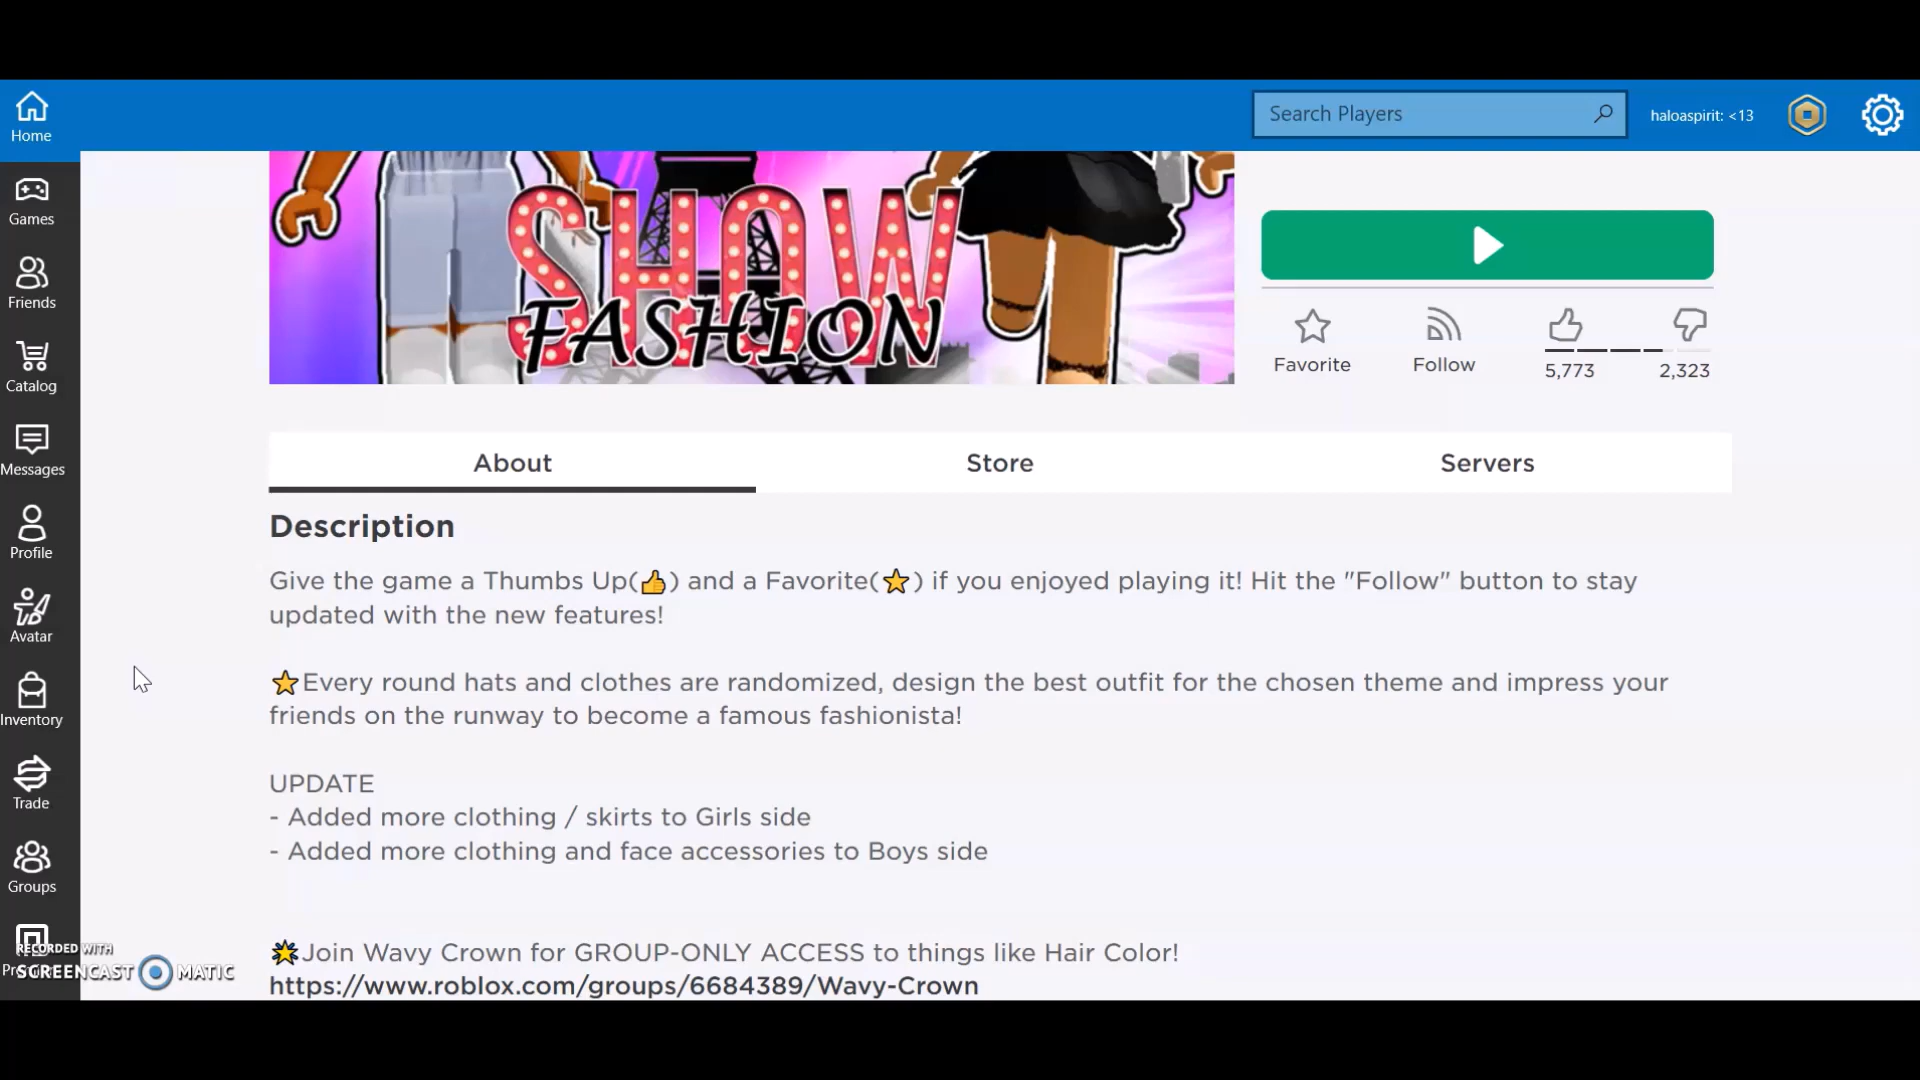 Home
Search Players
haloaspirit: <13
Games
Friends
Catalog
Messages
Profile
Avatar
Inventory
Trade
Groups
SHOW
FASHION
Favorite
Follow
5,773
2,323
About
Store
Servers
Description
Give the game a Thumbs Up(👍) and a Favorite(⭐) if you enjoyed playing it! Hit the "Follow" button to stay
updated with the new features!
⭐Every round hats and clothes are randomized, design the best outfit for the chosen theme and impress your
friends on the runway to become a famous fashionista!
UPDATE
- Added more clothing / skirts to Girls side
- Added more clothing and face accessories to Boys side
🌟Join Wavy Crown for GROUP-ONLY ACCESS to things like Hair Color!
https://www.roblox.com/groups/6684389/Wavy-Crown
RECORDED WITH
SCREENCAST MATIC